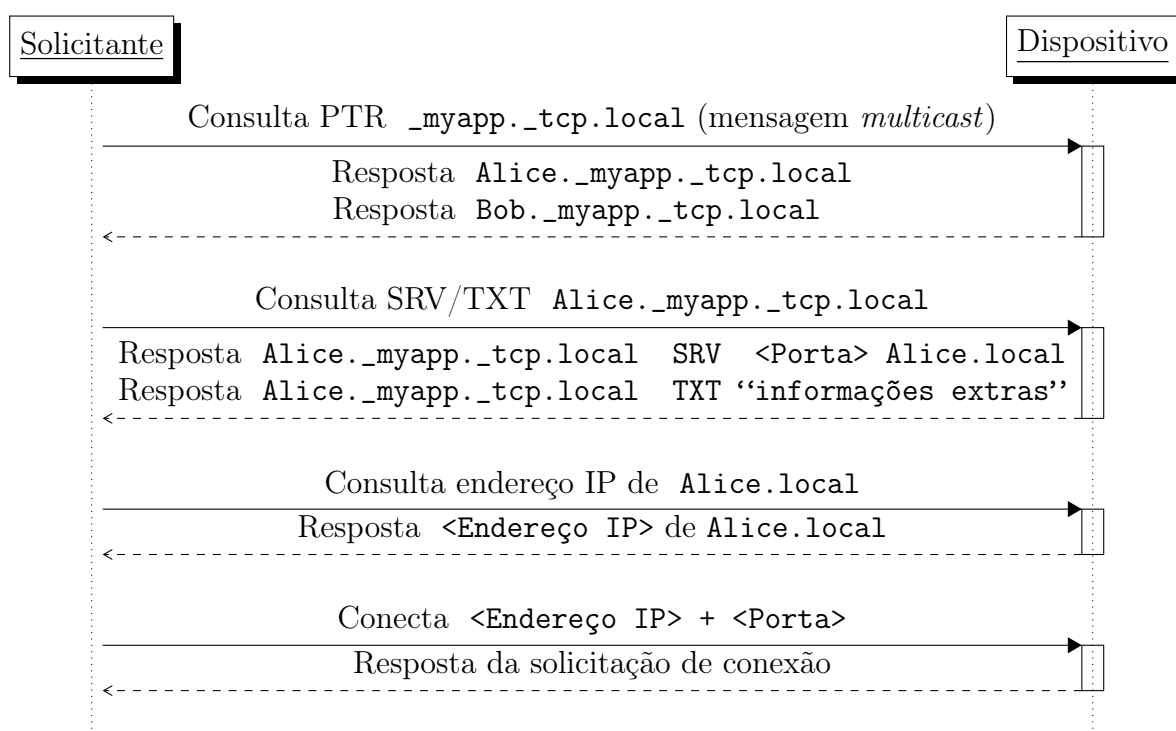 Solicitante
Dispositivo
Consulta PTR _myapp._tcp.local (mensagem multicast)
Resposta Alice._myapp._tcp.local
Resposta Bob._myapp._tcp.local
Consulta SRV/TXT Alice._myapp._tcp.local
Resposta Alice._myapp._tcp.local SRV <Porta> Alice.local
Resposta Alice._myapp._tcp.local TXT “informações extras”
Consulta endereço IP de Alice.local
Resposta <Endereço IP> de Alice.local
Conecta <Endereço IP> + <Porta>
Resposta da solicitação de conexão